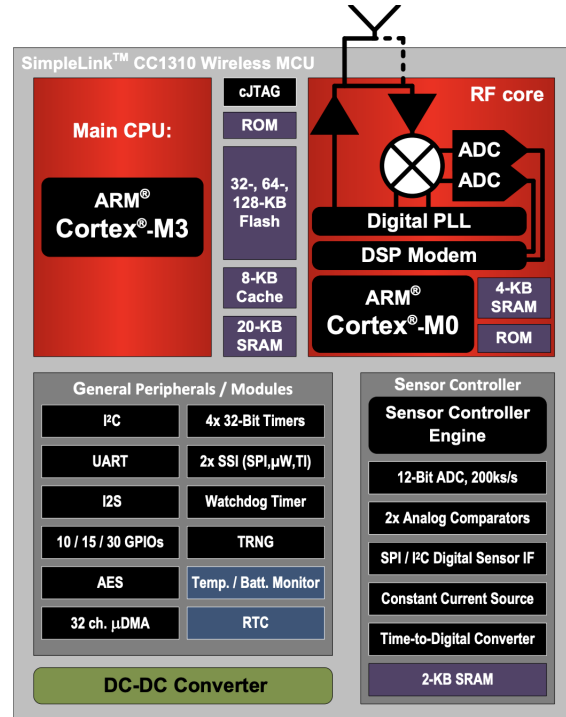 SimpleLink™ CC1310 Wireless MCU
Main CPU:
ARM®
Cortex®-M3
cJTAG
ROM
32-, 64-,
128-KB
Flash
8-KB
Cache
20-KB
SRAM
RF core
ADC
ADC
Digital PLL
DSP Modem
ARM®
Cortex®-M0
4-KB
SRAM
ROM
General Peripherals / Modules
I²C
4x 32-Bit Timers
UART
2x SSI (SPI,µW,TI)
I2S
Watchdog Timer
10 / 15 / 30 GPIOs
TRNG
AES
Temp. / Batt. Monitor
32 ch. µDMA
RTC
Sensor Controller
Sensor Controller
Engine
12-Bit ADC, 200ks/s
2x Analog Comparators
SPI / I²C Digital Sensor IF
Constant Current Source
Time-to-Digital Converter
2-KB SRAM
DC-DC Converter